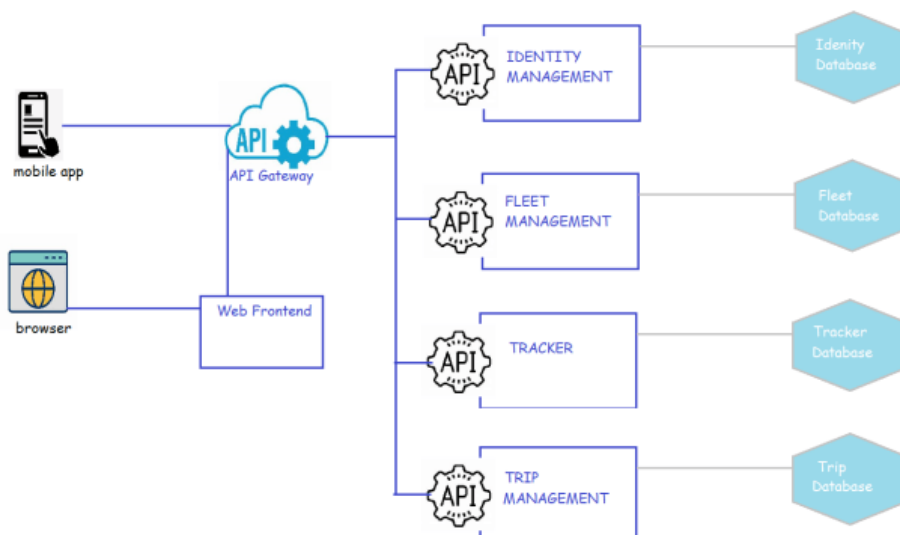 mobile app
browser
API
API Gateway
Web Frontend
API
IDENTITY
MANAGEMENT
Idenity
Database
API
FLEET
MANAGEMENT
Fleet
Database
API
TRACKER
Tracker
Database
API
TRIP
MANAGEMENT
Trip
Database